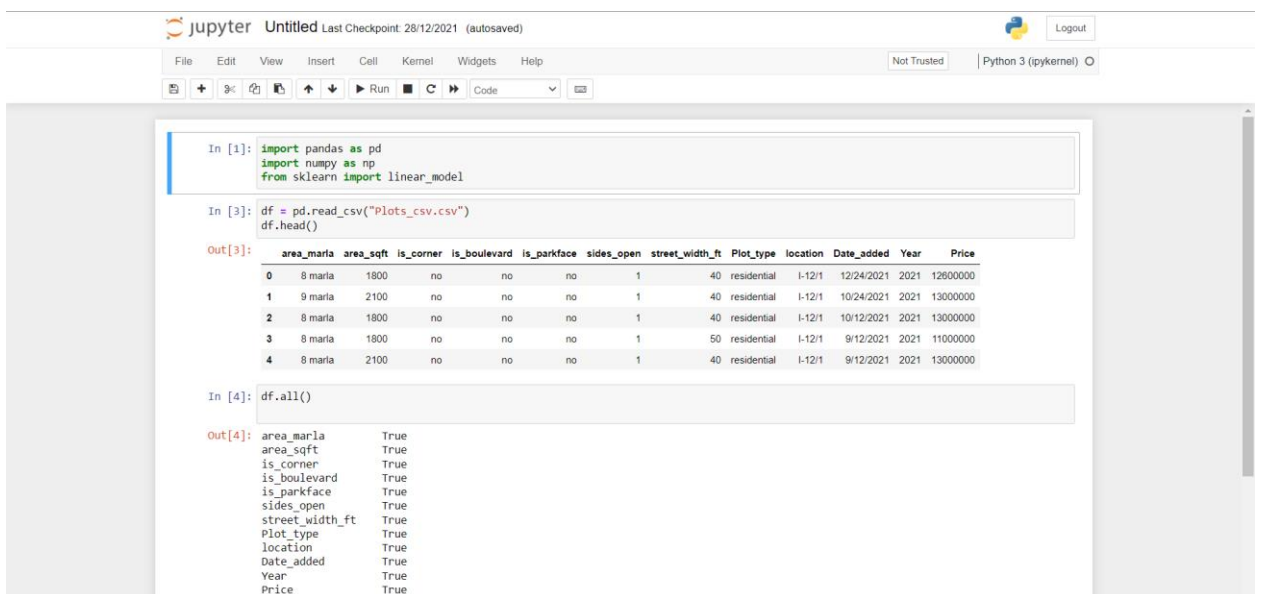 jupyter Untitled Last Checkpoint: 28/12/2021 (autosaved) Logout
File Edit View Insert Cell Kernel Widgets Help Not Trusted Python 3 (ipykernel)
Run Code
In [1]: import pandas as pd
import numpy as np
from sklearn import linear_model
In [3]: df = pd.read_csv("Plots_csv.csv")
df.head()
Out[3]:
area_marla area_sqft is_corner is_boulevard is_parkface sides_open street_width_ft Plot_type location Date_added Year Price
0 8 marla 1800 no no no 1 40 residential I-12/1 12/24/2021 2021 12600000
1 9 marla 2100 no no no 1 40 residential I-12/1 10/24/2021 2021 13000000
2 8 marla 1800 no no no 1 40 residential I-12/1 10/12/2021 2021 13000000
3 8 marla 1800 no no no 1 50 residential I-12/1 9/12/2021 2021 11000000
4 8 marla 2100 no no no 1 40 residential I-12/1 9/12/2021 2021 13000000
In [4]: df.all()
Out[4]: area_marla True
area_sqft True
is_corner True
is_boulevard True
is_parkface True
sides_open True
street_width_ft True
Plot_type True
location True
Date_added True
Year True
Price True